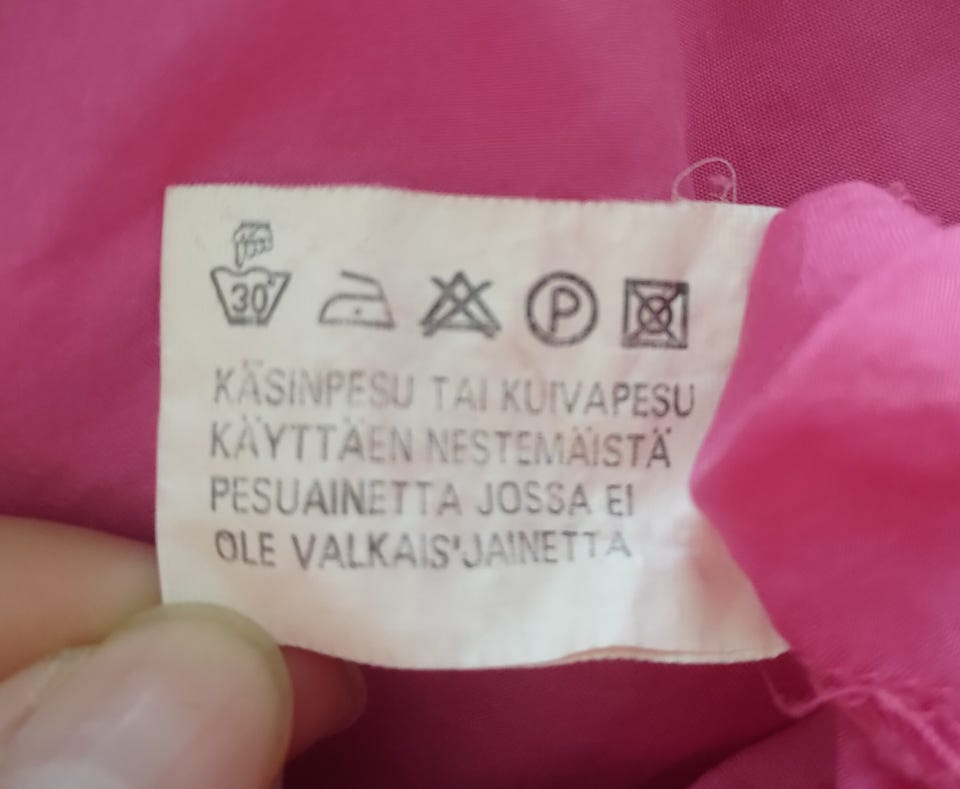 30°
P
KÄSINPESU TAI KUIVAPESU
KÄYTTÄEN NESTEMÄISTÄ
PESUAINETTA JOSSA EI
OLE VALKAIS'JAINETTA